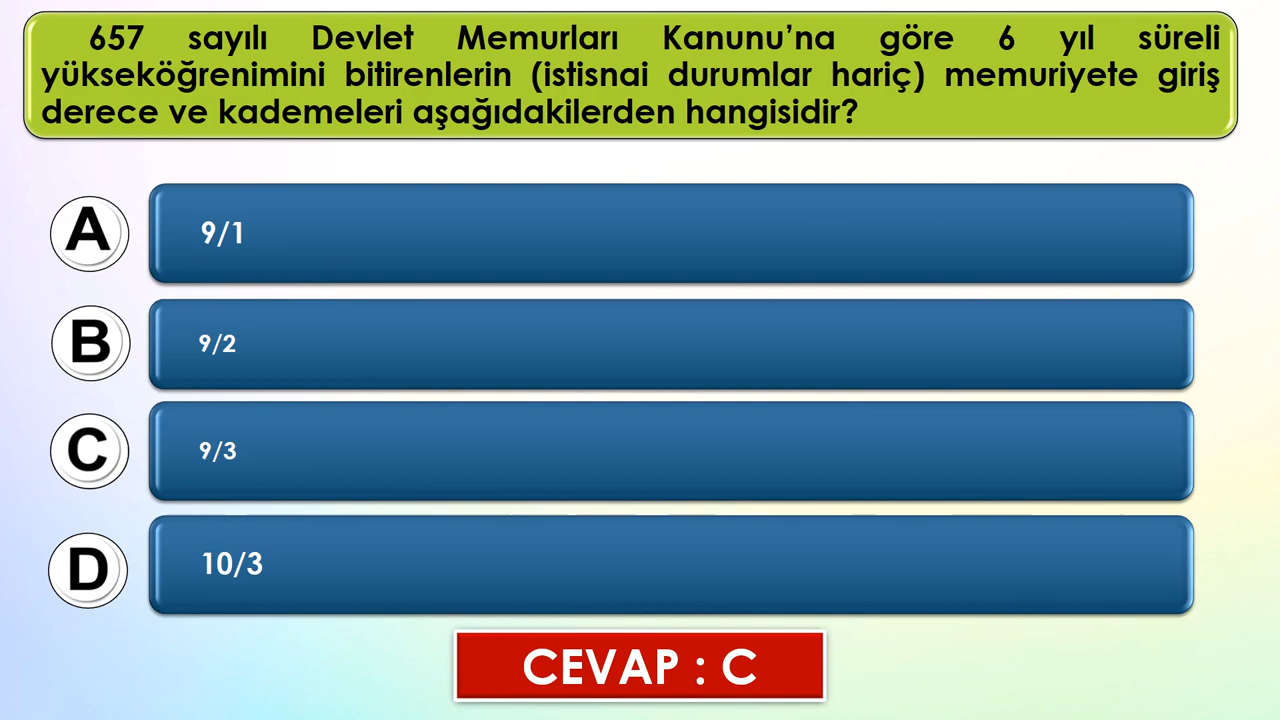 657 sayılı Devlet Memurları Kanunu’na göre 6 yıl süreli
yükseköğrenimini bitirenlerin (istisnai durumlar hariç) memuriyete giriş
derece ve kademeleri aşağıdakilerden hangisidir?
A 9/1
B 9/2
C 9/3
D 10/3
CEVAP : C